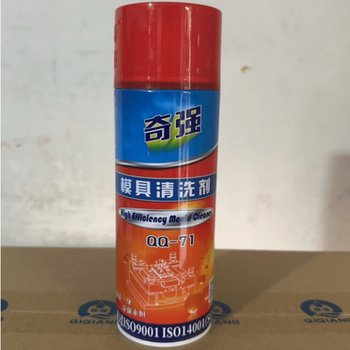 奇强
模具清洗剂
High Efficiency Mould Cleaner
QQ-71
ISO9001 ISO14001
QIQIANG